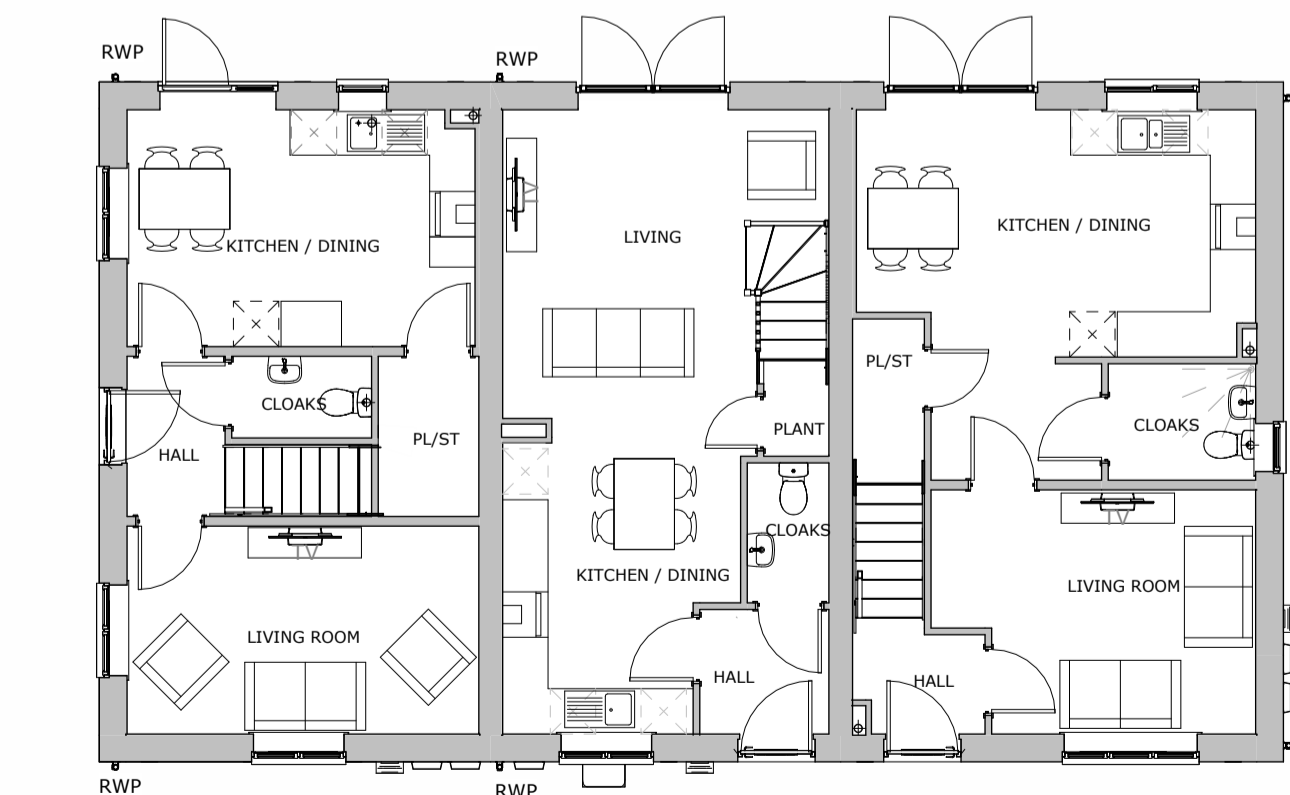 RWP
RWP
KITCHEN / DINING
CLOAKS
HALL
PL/ST
TV
LIVING ROOM
RWP
TV
LIVING
PLANT
CLOAKS
KITCHEN / DINING
HALL
RWP
KITCHEN / DINING
PL/ST
CLOAKS
TV
LIVING ROOM
HALL